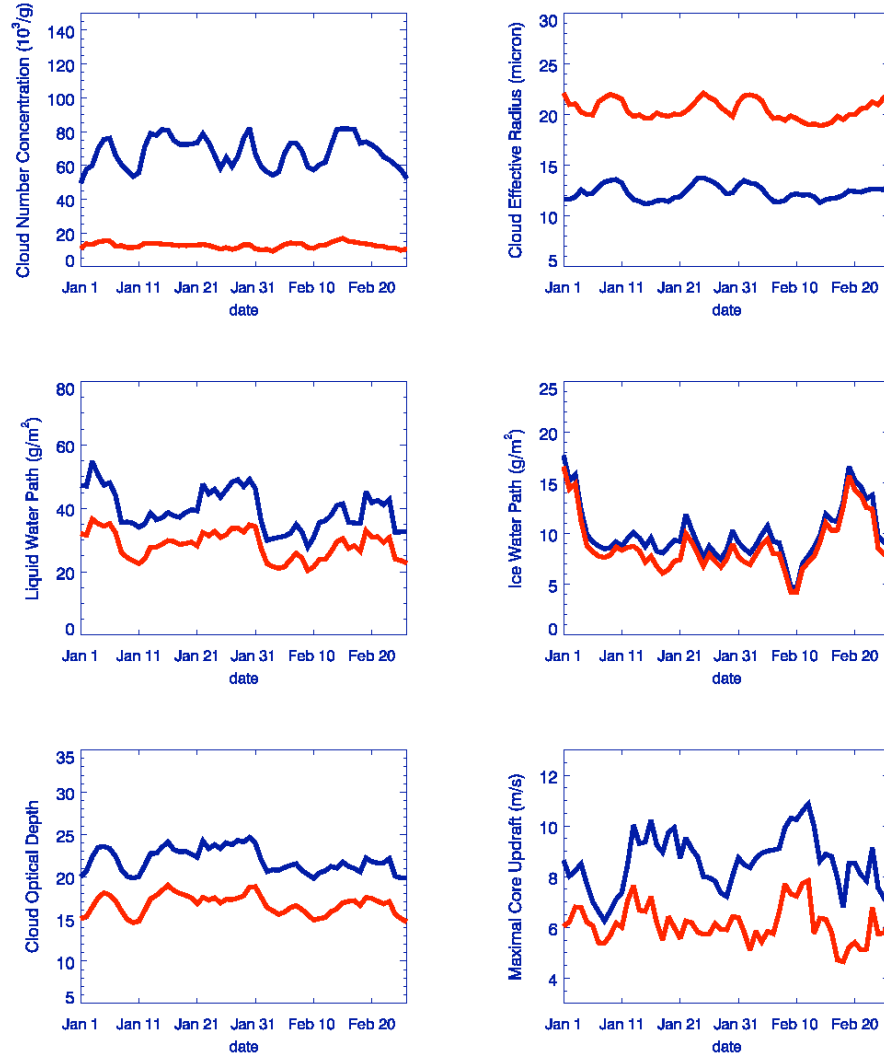 Cloud Number Concentration (10³/g)
140
120
100
80
60
40
20
0
Jan 1 Jan 11 Jan 21 Jan 31 Feb 10 Feb 20
date
Cloud Effective Radius (micron)
30
25
20
15
10
5
Jan 1 Jan 11 Jan 21 Jan 31 Feb 10 Feb 20
date
Liquid Water Path (g/m²)
80
60
40
20
0
Jan 1 Jan 11 Jan 21 Jan 31 Feb 10 Feb 20
date
Ice Water Path (g/m²)
25
20
15
10
5
0
Jan 1 Jan 11 Jan 21 Jan 31 Feb 10 Feb 20
date
Cloud Optical Depth
35
30
25
20
15
10
5
Jan 1 Jan 11 Jan 21 Jan 31 Feb 10 Feb 20
date
Maximal Core Updraft (m/s)
12
10
8
6
4
Jan 1 Jan 11 Jan 21 Jan 31 Feb 10 Feb 20
date